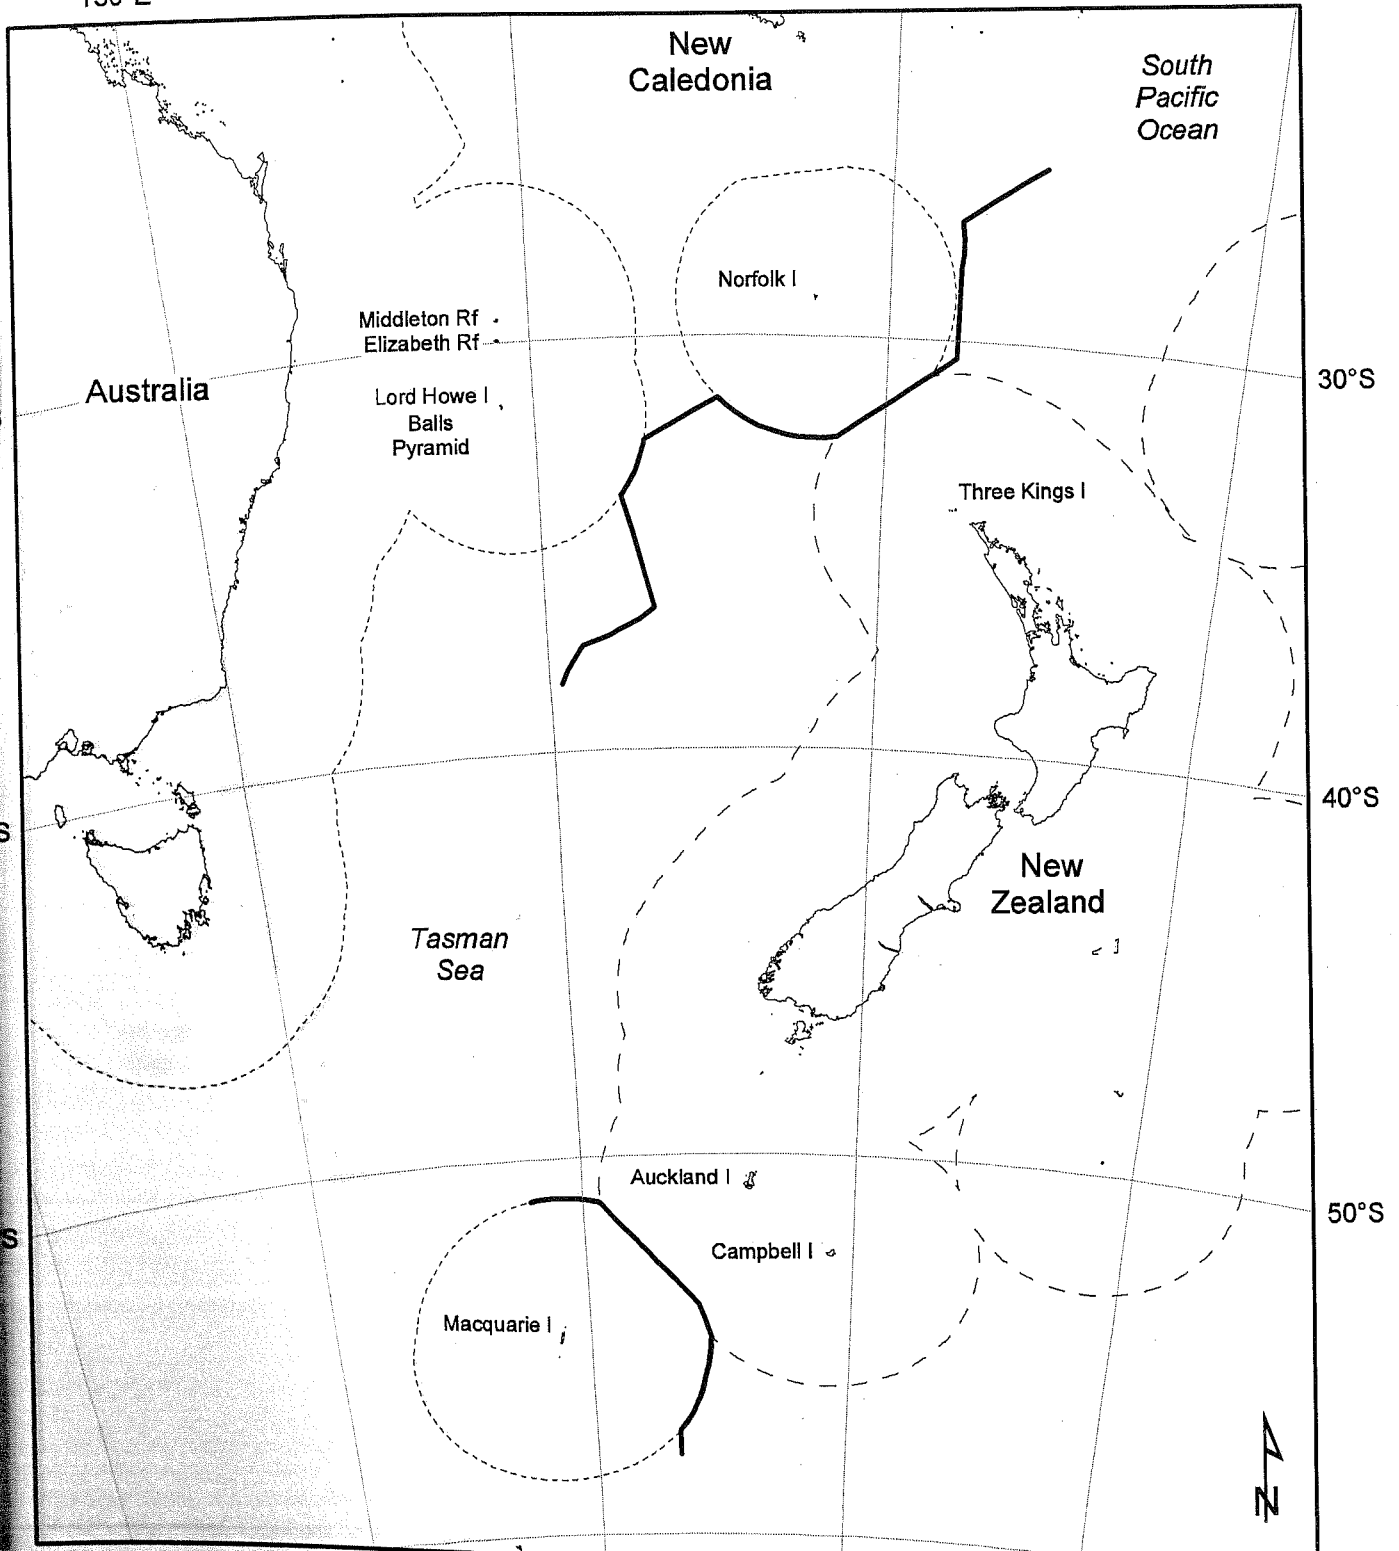 New
Caledonia
South
Pacific
Ocean
Norfolk I
Middleton Rf
Elizabeth Rf
Australia
30°S
Lord Howe I
Balls
Pyramid
Three Kings I
40°S
S
New
Zealand
Tasman
Sea
Auckland I
50°S
S
Campbell I
Macquarie I
N